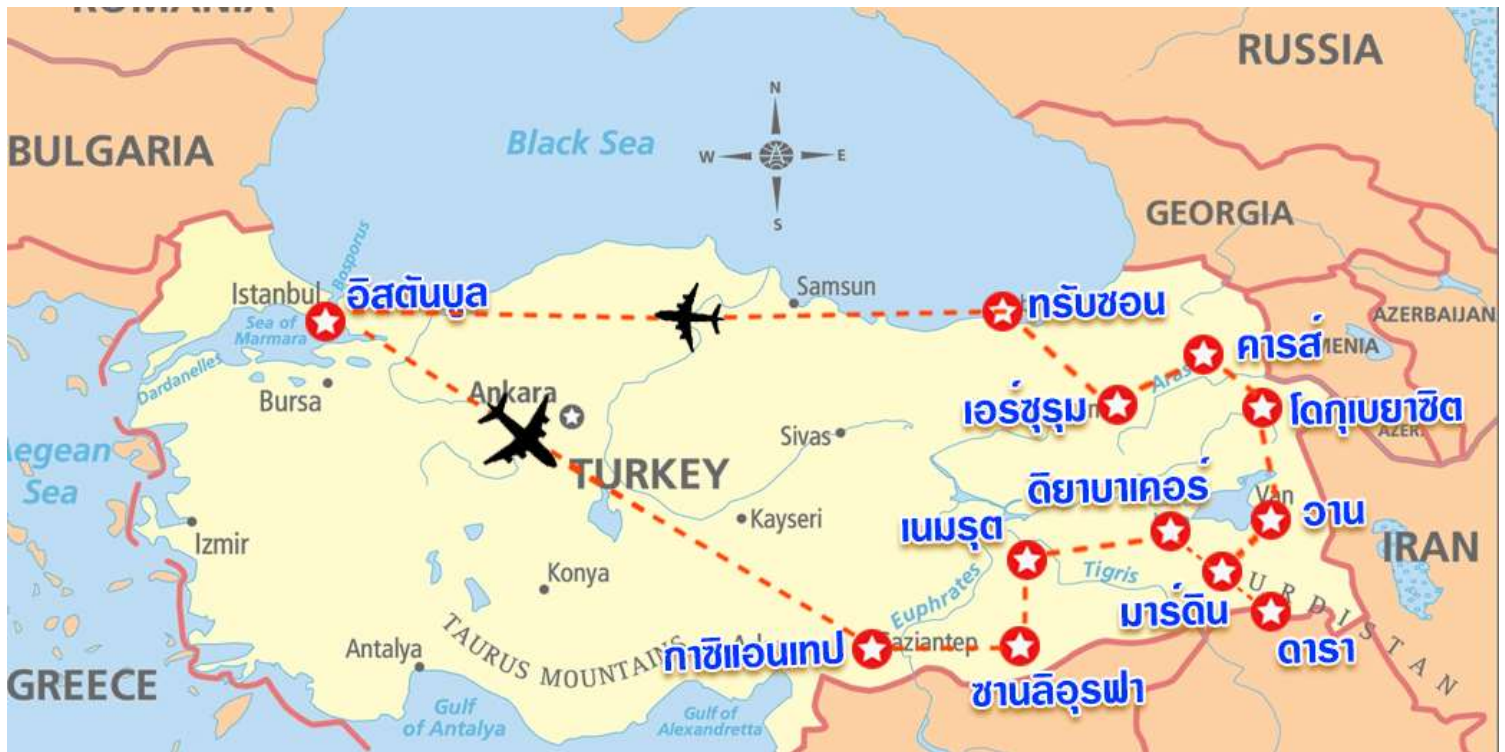 ROMANIA
RUSSIA
BULGARIA
Black Sea
N
W
E
S
GEORGIA
Bosporus
Istanbul
อิสตันบูล
Samsun
ทรับซอน
AZERBAIJAN
Sea of
Marmara
คารส์
MENIA
Dardanelles
Bursa
Ankara
Aras
เอร์ซุรุม
โดกุเบยาซิต
AZER.
Aegean
Sea
Sivas
TURKEY
ดิยาบาเคอร์
Van
วาน
Izmir
Kayseri
เนมรุต
IRAN
Konya
Euphrates
Tigris
URDISTAN
มาร์ดิน
ดารา
TAURUS MOUNTAINS
Antalya
กาซิแอนเทป
Gaziantep
ซานลิอุรฟา
GREECE
Gulf
of Antalya
Gulf of
Alexandretta